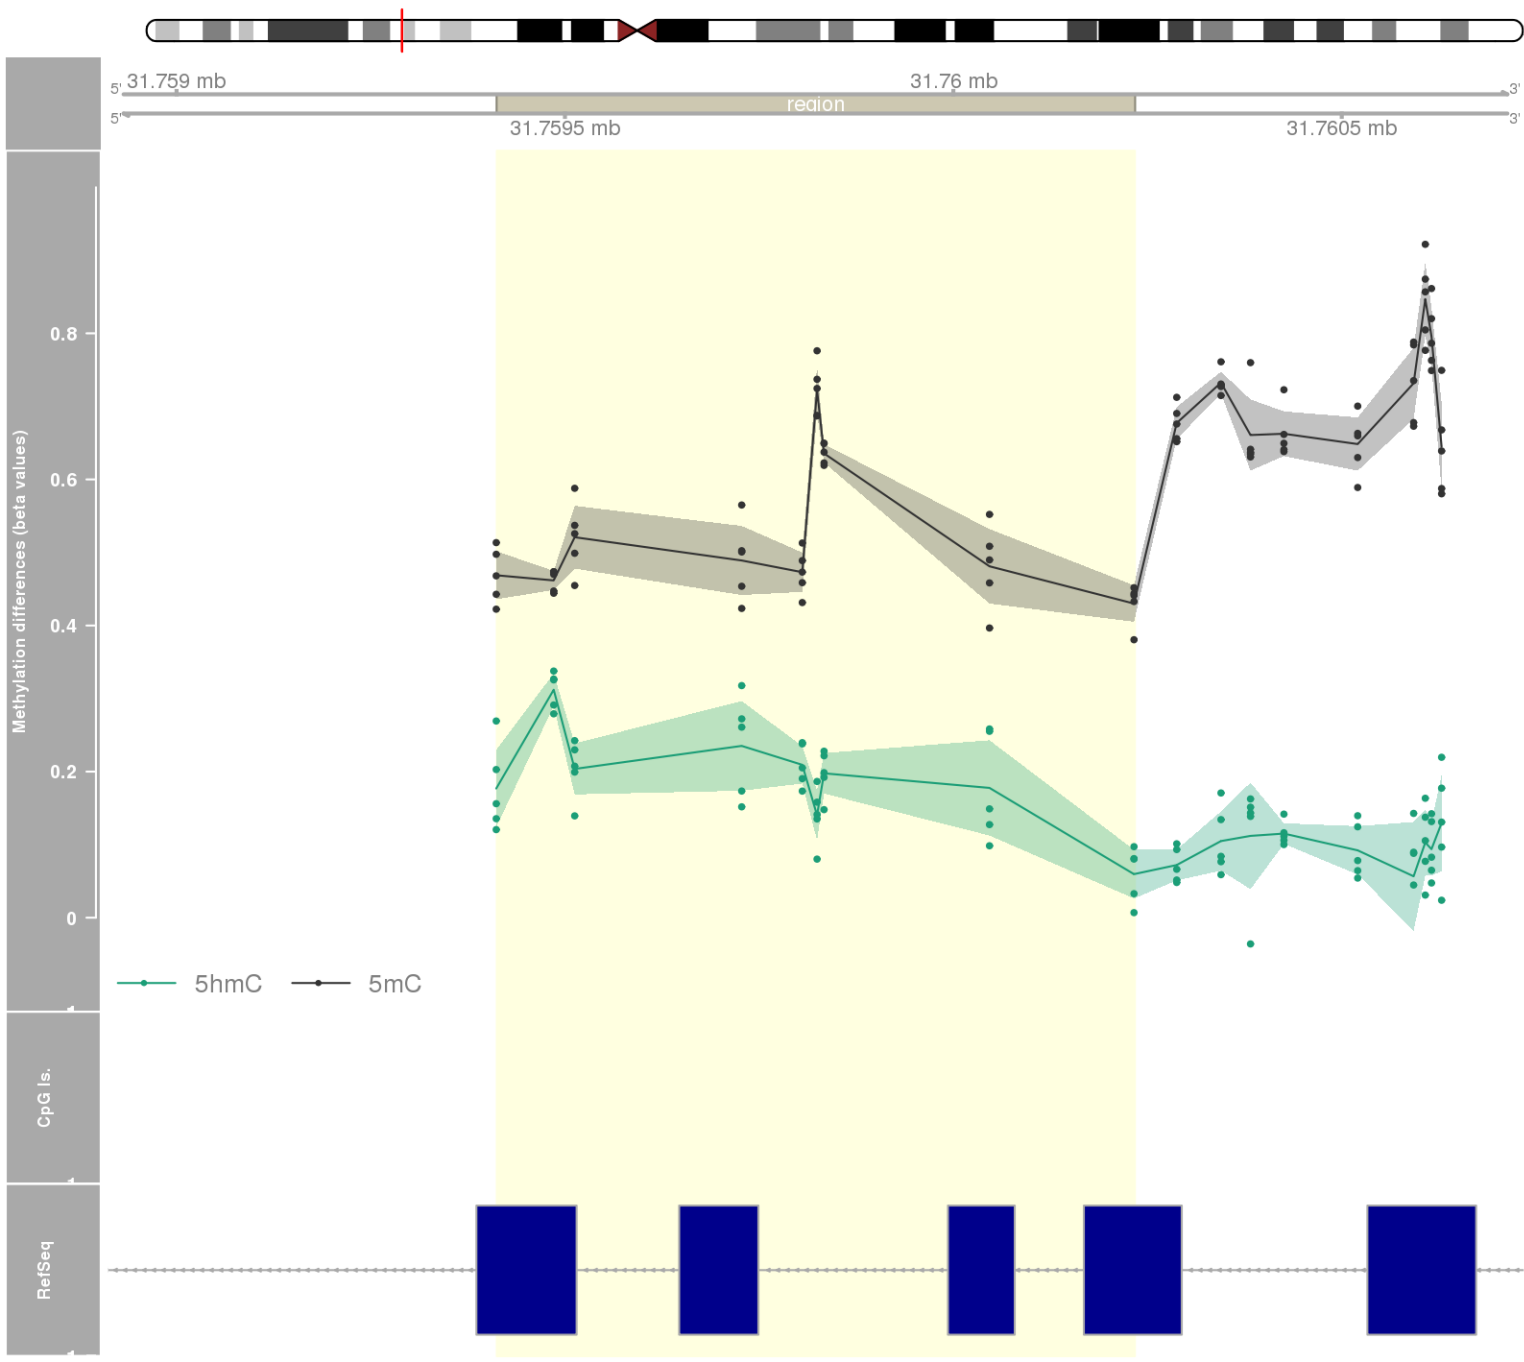 31.759 mb
31.76 mb
5'
3'
region
5'
3'
31.7595 mb
31.7605 mb
Methylation differences (beta values)
0.8
0.6
0.4
0.2
0
5hmC
5mC
CpG Is.
RefSeq